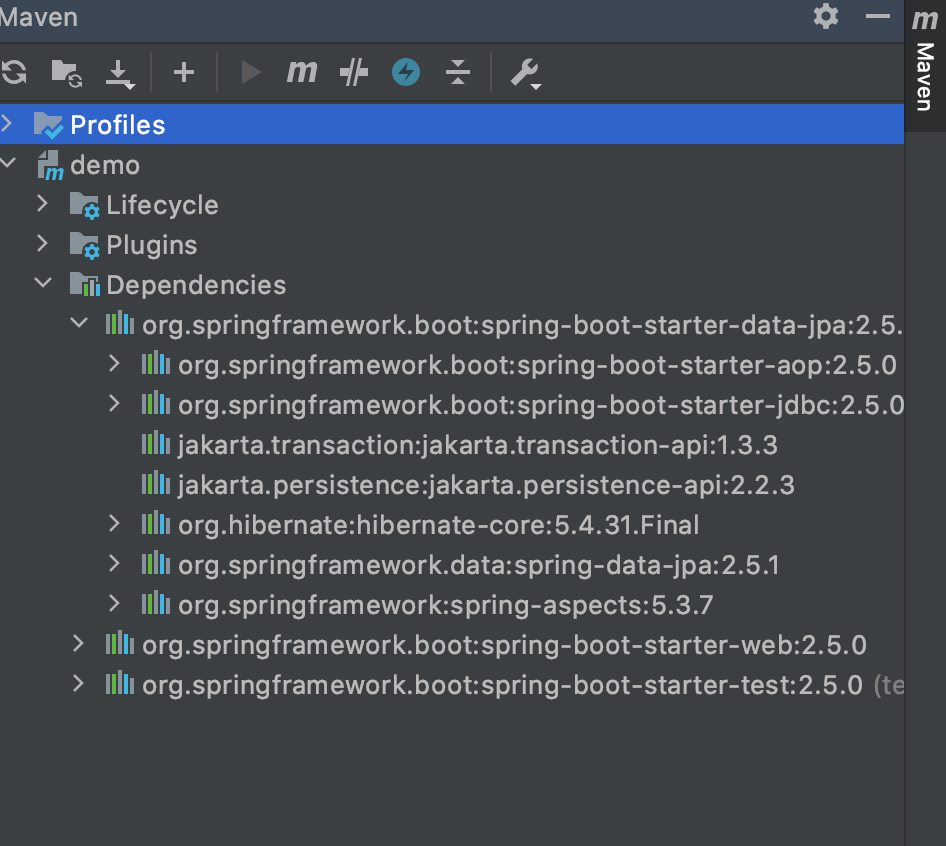 Maven
m
Maven
Profiles
demo
Lifecycle
Plugins
Dependencies
org.springframework.boot:spring-boot-starter-data-jpa:2.5.
org.springframework.boot:spring-boot-starter-aop:2.5.0
org.springframework.boot:spring-boot-starter-jdbc:2.5.0
jakarta.transaction:jakarta.transaction-api:1.3.3
jakarta.persistence:jakarta.persistence-api:2.2.3
org.hibernate:hibernate-core:5.4.31.Final
org.springframework.data:spring-data-jpa:2.5.1
org.springframework:spring-aspects:5.3.7
org.springframework.boot:spring-boot-starter-web:2.5.0
org.springframework.boot:spring-boot-starter-test:2.5.0 (te